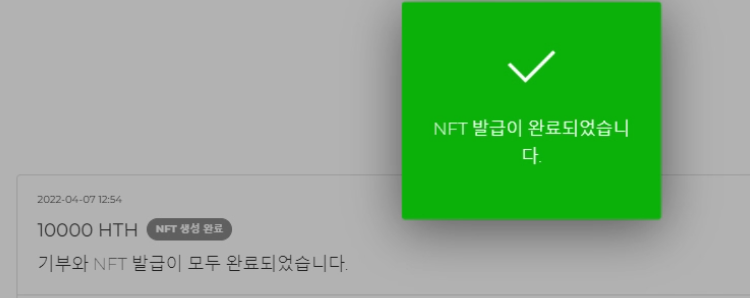 NFT 발급이 완료되었습니
다.
2022-04-07 12:54
10000 HTH NFT 생성 완료
기부와 NFT 발급이 모두 완료되었습니다.